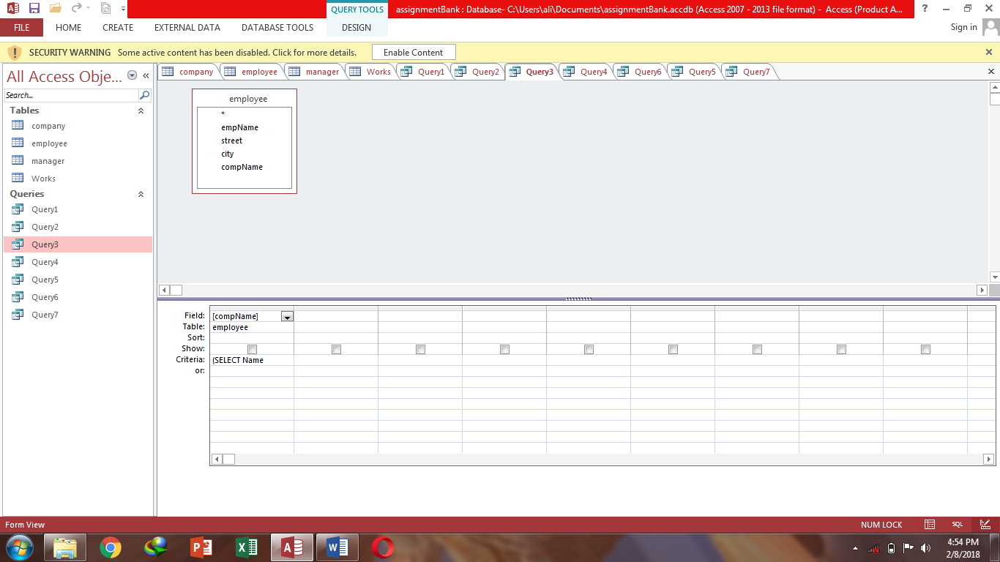 QUERY TOOLS
assignmentBank : Database- C:\Users\ali\Documents\assignmentBank.accdb (Access 2007 - 2013 file format) - Access (Product A...
FILE HOME CREATE EXTERNAL DATA DATABASE TOOLS DESIGN Sign in
SECURITY WARNING Some active content has been disabled. Click for more details. Enable Content
All Access Obje...
Search...
Tables
company
employee
manager
Works
Queries
Query1
Query2
Query3
Query4
Query5
Query6
Query7
company employee manager Works Query1 Query2 Query3 Query4 Query6 Query5 Query7
employee
*
empName
street
city
compName
Field: [compName]
Table: employee
Sort:
Show:
Criteria: (SELECT Name
or:
Form View NUM LOCK SQL
4:54 PM
2/8/2018